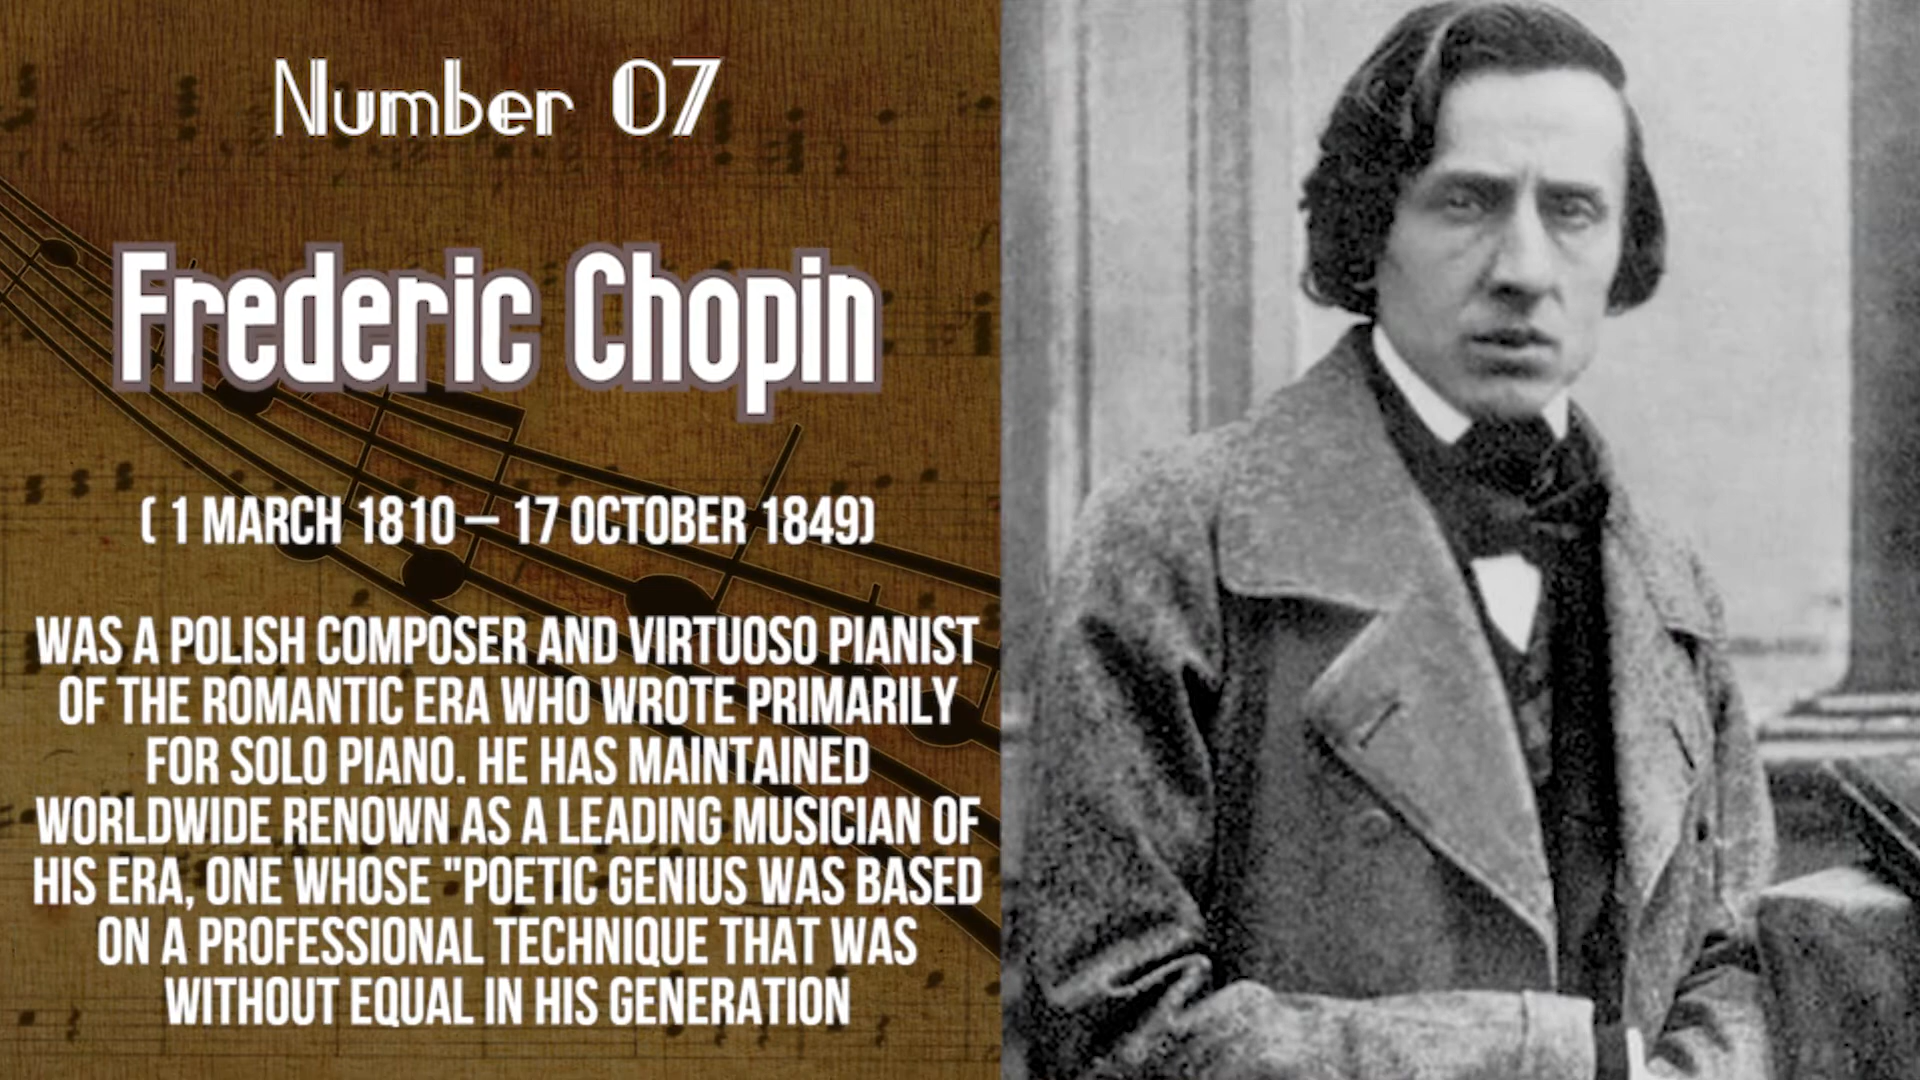 Number 07
Frederic Chopin
( 1 MARCH 1810 – 17 OCTOBER 1849)
WAS A POLISH COMPOSER AND VIRTUOSO PIANIST
OF THE ROMANTIC ERA WHO WROTE PRIMARILY
FOR SOLO PIANO. HE HAS MAINTAINED
WORLDWIDE RENOWN AS A LEADING MUSICIAN OF
HIS ERA, ONE WHOSE "POETIC GENIUS WAS BASED
ON A PROFESSIONAL TECHNIQUE THAT WAS
WITHOUT EQUAL IN HIS GENERATION